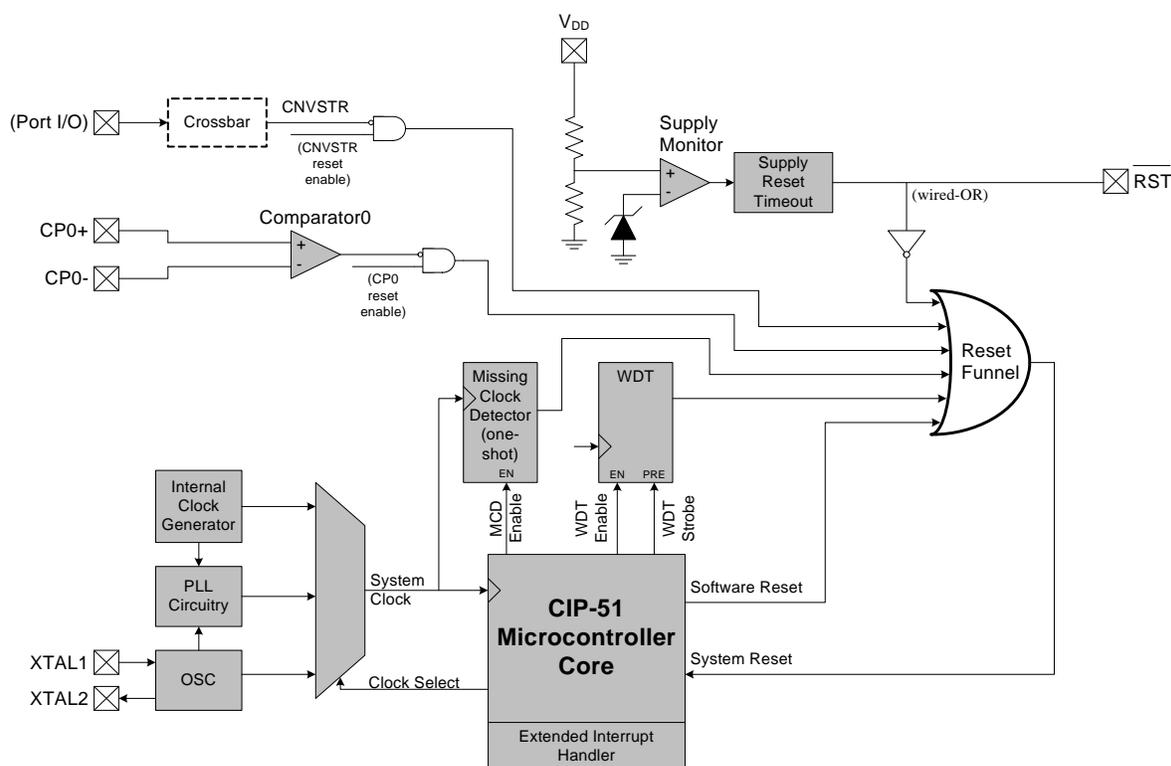 VDD
(Port I/O)
Crossbar
CNVSTR
(CNVSTR
reset
enable)
Supply
Monitor
+
-
Supply
Reset
Timeout
(wired-OR)
RST
CP0+
CP0-
Comparator0
+
-
(CP0
reset
enable)
Reset
Funnel
Missing
Clock
Detector
(one-
shot)
EN
WDT
EN
PRE
MCD
Enable
WDT
Enable
WDT
Strobe
Internal
Clock
Generator
PLL
Circuitry
OSC
XTAL1
XTAL2
System
Clock
Clock Select
CIP-51
Microcontroller
Core
Software Reset
System Reset
Extended Interrupt
Handler